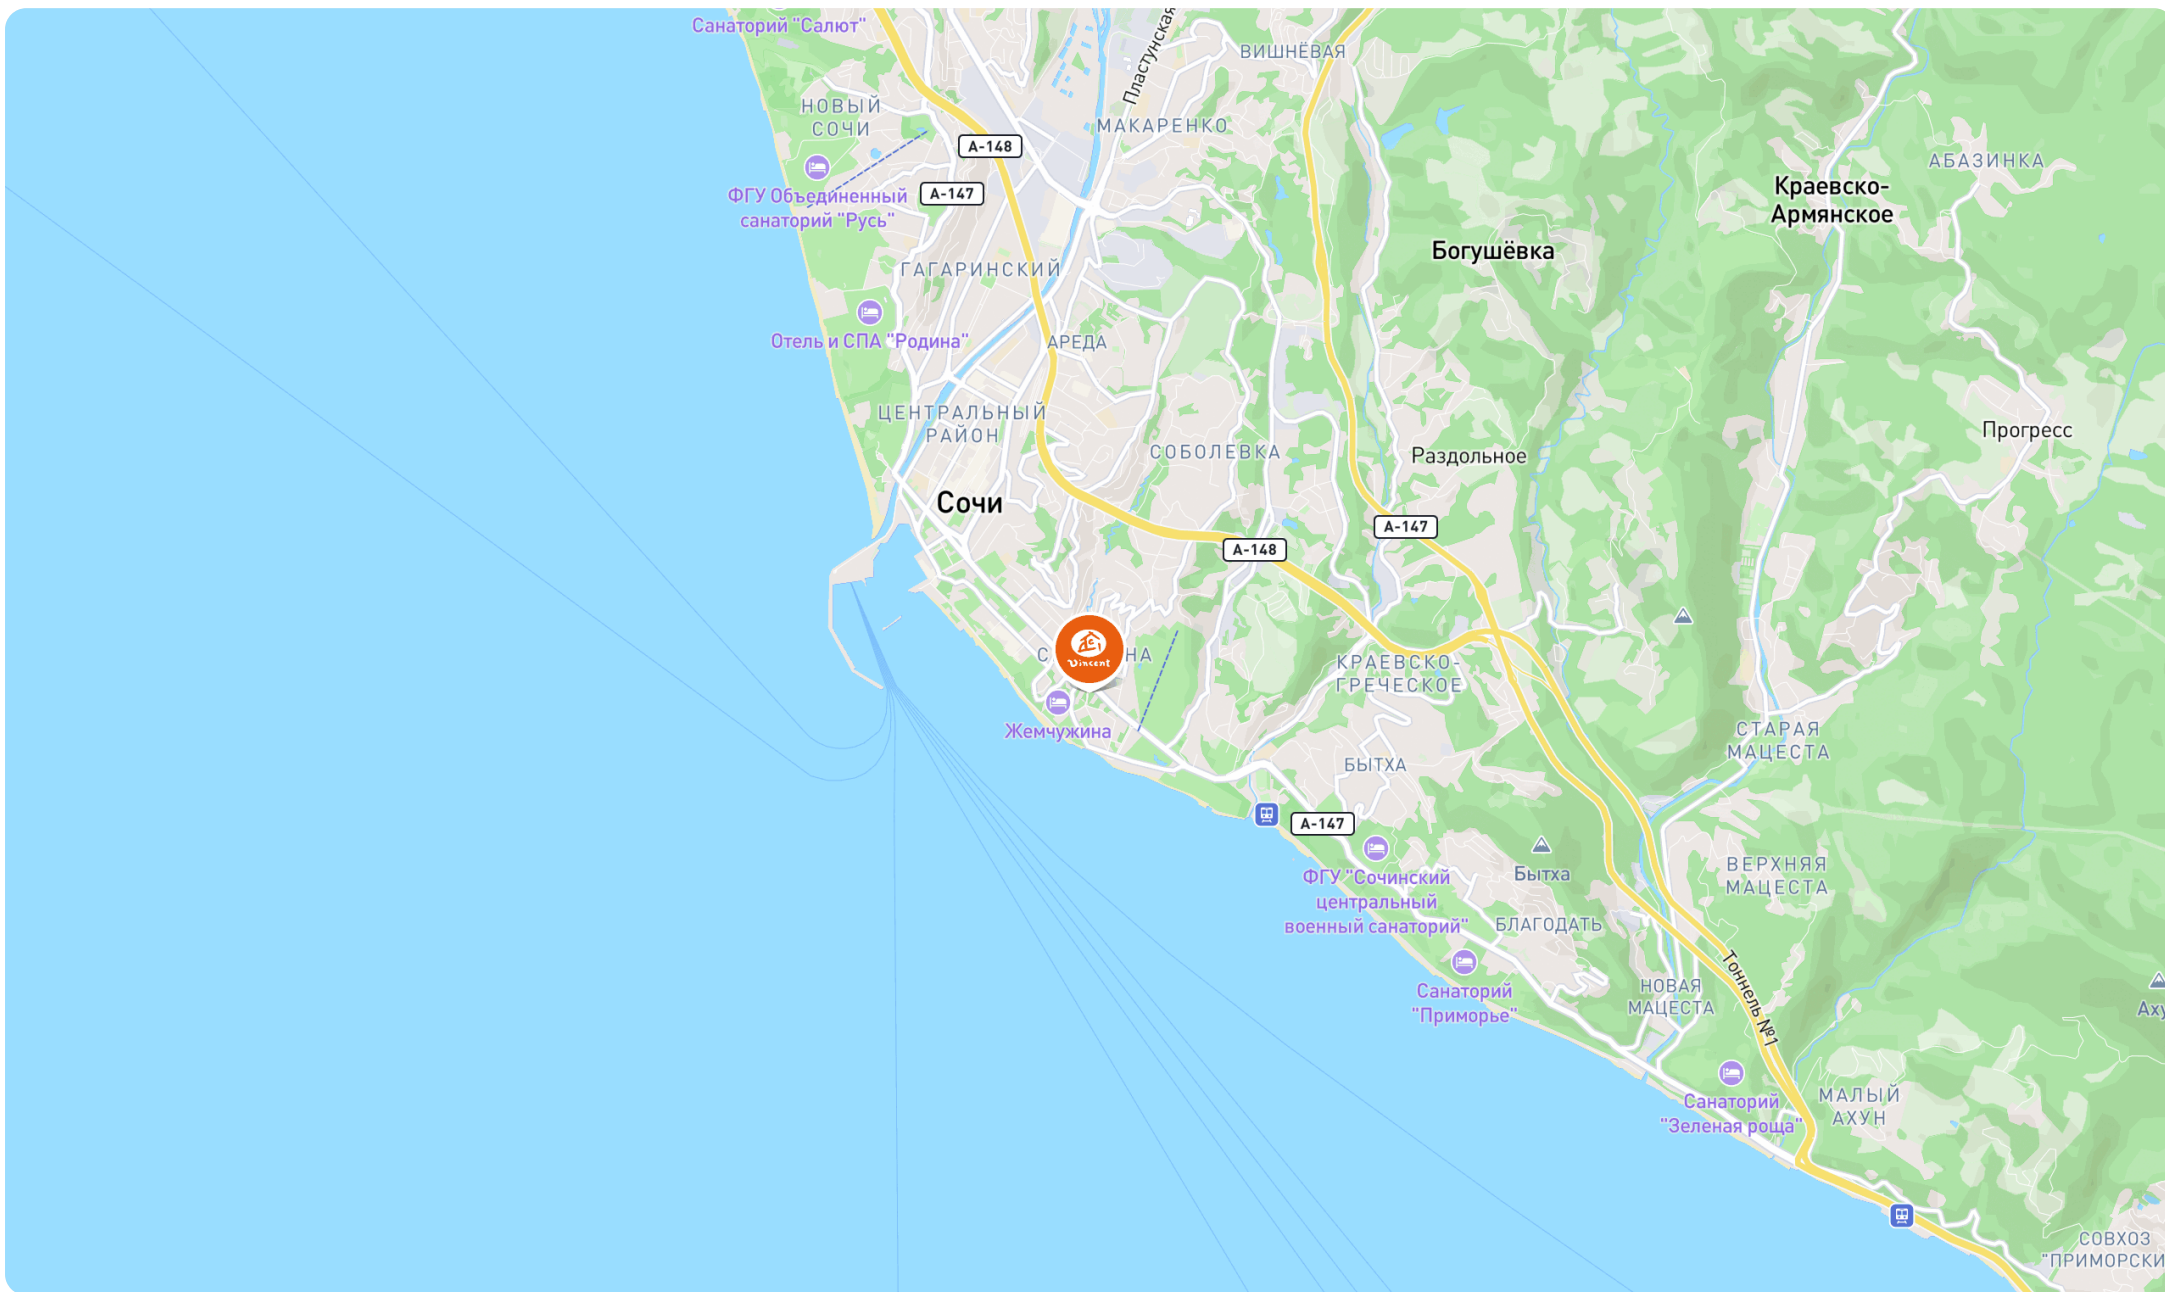 Санаторий "Салют"
Пластунская
ВИШНЁВАЯ
НОВЫЙ
СОЧИ
МАКАРЕНКО
А-148
А-147
ФГУ Объединенный
санаторий "Русь"
АБАЗИНКА
Краевско-
Армянское
Богушёвка
ГАГАРИНСКИЙ
Отель и СПА "Родина"
АРЕДА
ЦЕНТРАЛЬНЫЙ
РАЙОН
СОБОЛЕВКА
Раздольное
Прогресс
Сочи
А-147
А-148
Vincent
С
НА
КРАЕВСКО-
ГРЕЧЕСКОЕ
Жемчужина
СТАРАЯ
МАЦЕСТА
БЫТХА
А-147
ФГУ "Сочинский
центральный
военный санаторий"
Бытха
ВЕРХНЯЯ
МАЦЕСТА
БЛАГОДАТЬ
Санаторий
"Приморье"
НОВАЯ
МАЦЕСТА
Тоннель №1
Аху
Санаторий
"Зеленая роща"
МАЛЫЙ
АХУН
СОВХОЗ
"ПРИМОРСКИ